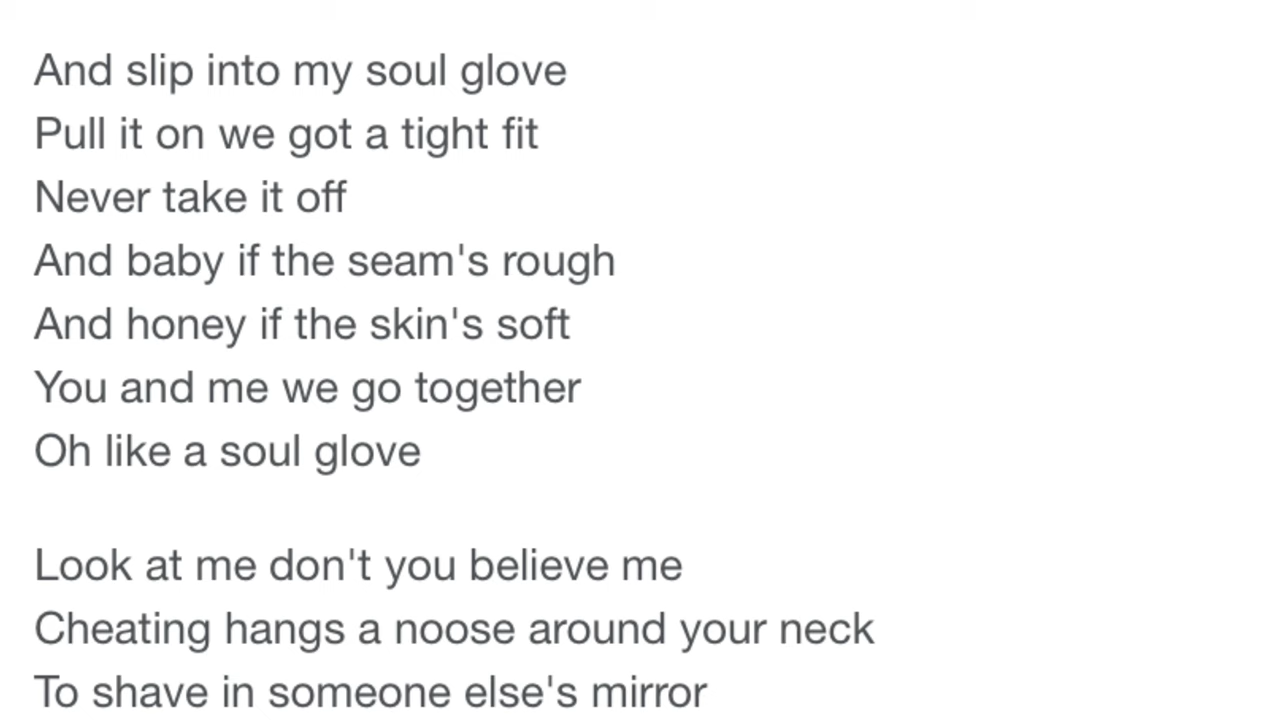 And slip into my soul glove
Pull it on we got a tight fit
Never take it off
And baby if the seam's rough
And honey if the skin's soft
You and me we go together
Oh like a soul glove
Look at me don't you believe me
Cheating hangs a noose around your neck
To shave in someone else's mirror